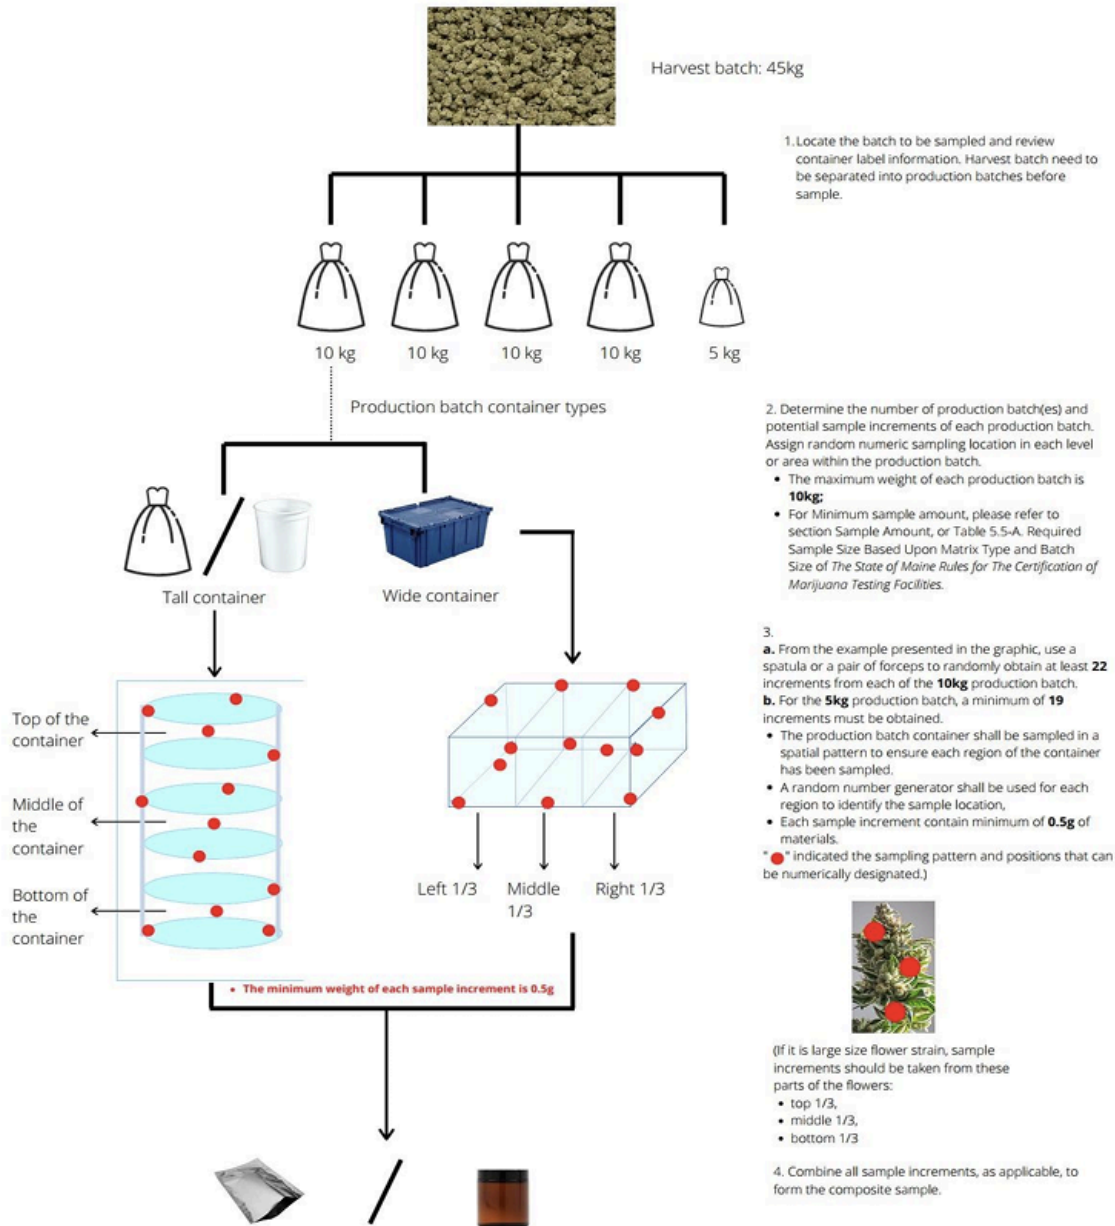 Harvest batch: 45kg
1. Locate the batch to be sampled and review
container label information. Harvest batch need to
be separated into production batches before
sample.
10 kg
10 kg
10 kg
10 kg
5 kg
Production batch container types
2. Determine the number of production batch(es) and
potential sample increments of each production batch.
Assign random numeric sampling location in each level
or area within the production batch.
• The maximum weight of each production batch is
10kg;
• For Minimum sample amount, please refer to
section Sample Amount, or Table 5.5-A. Required
Sample Size Based Upon Matrix Type and Batch
Size of The State of Maine Rules for The Certification of
Marijuana Testing Facilities.
Tall container
Wide container
3.
a. From the example presented in the graphic, use a
spatula or a pair of forceps to randomly obtain at least 22
increments from each of the 10kg production batch.
b. For the 5kg production batch, a minimum of 19
increments must be obtained.
• The production batch container shall be sampled in a
spatial pattern to ensure each region of the container
has been sampled.
• A random number generator shall be used for each
region to identify the sample location,
• Each sample increment contain minimum of 0.5g of
materials.
" " indicated the sampling pattern and positions that can
be numerically designated.)
Top of the
container
Middle of
the
container
Bottom of
the
container
Left 1/3
Middle
1/3
Right 1/3
• The minimum weight of each sample increment is 0.5g
(If it is large size flower strain, sample
increments should be taken from these
parts of the flowers:
• top 1/3,
• middle 1/3,
• bottom 1/3
4. Combine all sample increments, as applicable, to
form the composite sample.